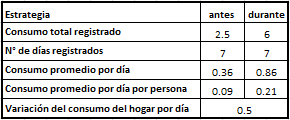 Estrategia antes durante
Consumo total registrado 2.5 6
N° de días registrados 7 7
Consumo promedio por día 0.36 0.86
Consumo promedio por día por persona 0.09 0.21
Variación del consumo del hogar por día 0.5